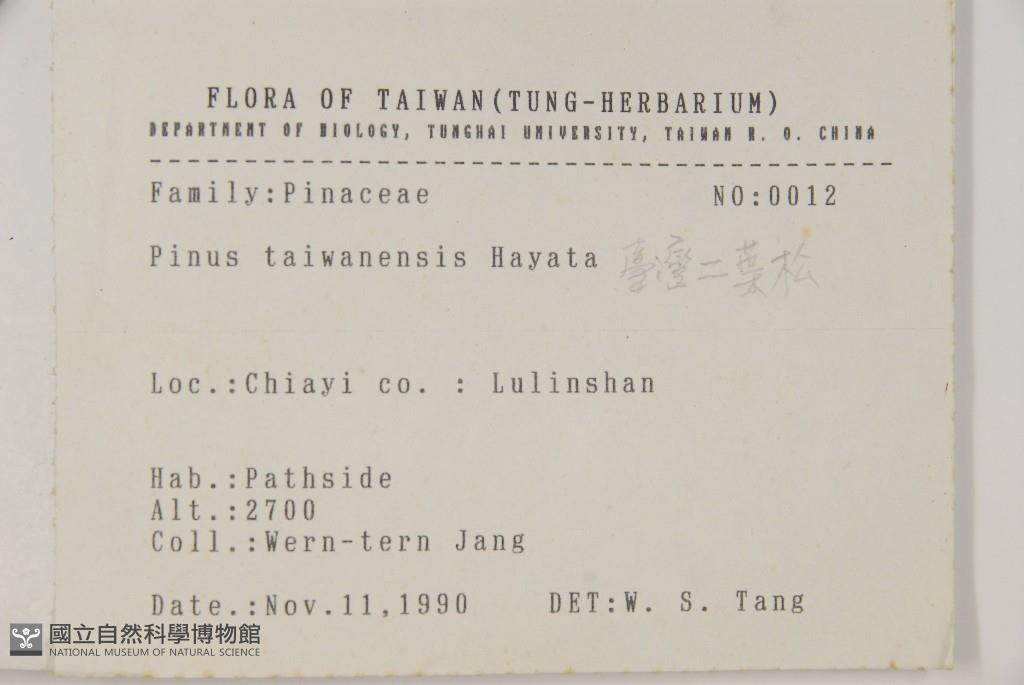 FLORA OF TAIWAN(TUNG-HERBARIUM)
DEPARTMENT OF BIOLOGY, TUNGHAI UNIVERSITY, TAIWAN R. O. CHINA
--------------------------------------
Family:Pinaceae NO:0012
Pinus taiwanensis Hayata 臺灣二葉松
Loc.:Chiayi co. : Lulinshan
Hab.:Pathside
Alt.:2700
Coll.:Wern-tern Jang
Date.:Nov.11,1990 DET:W. S. Tang
國立自然科學博物館
NATIONAL MUSEUM OF NATURAL SCIENCE